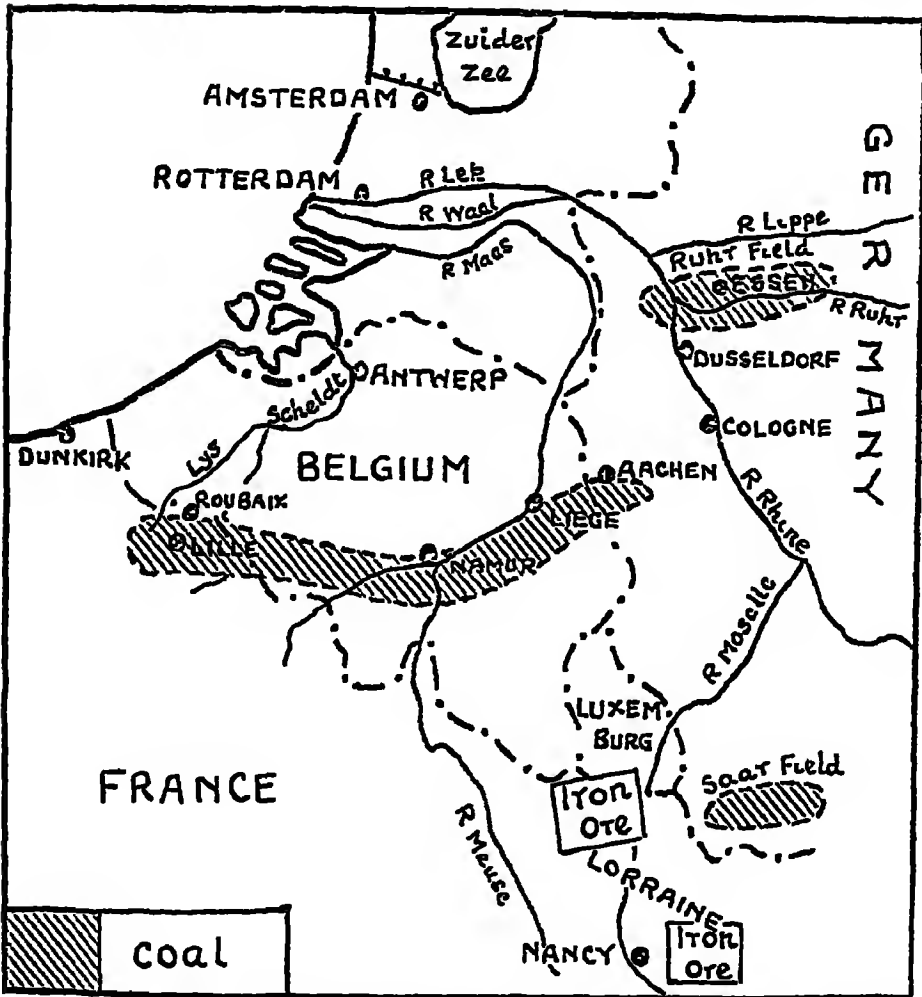 Zuider
Zee
AMSTERDAM
GERMANY
ROTTERDAM
R Lek
R Waal
R Maas
R Lippe
Ruhr Field
ESSEN
R Ruhr
DUSSELDORF
ANTWERP
Scheldt
COLOGNE
DUNKIRK
Lys
BELGIUM
AACHEN
ROUBAIX
LIEGE
R Rhine
LILLE
NAMUR
R Moselle
LUXEM
BURG
FRANCE
Saar Field
Iron
Ore
R Meuse
LORRAINE
NANCY
Iron
Ore
Coal